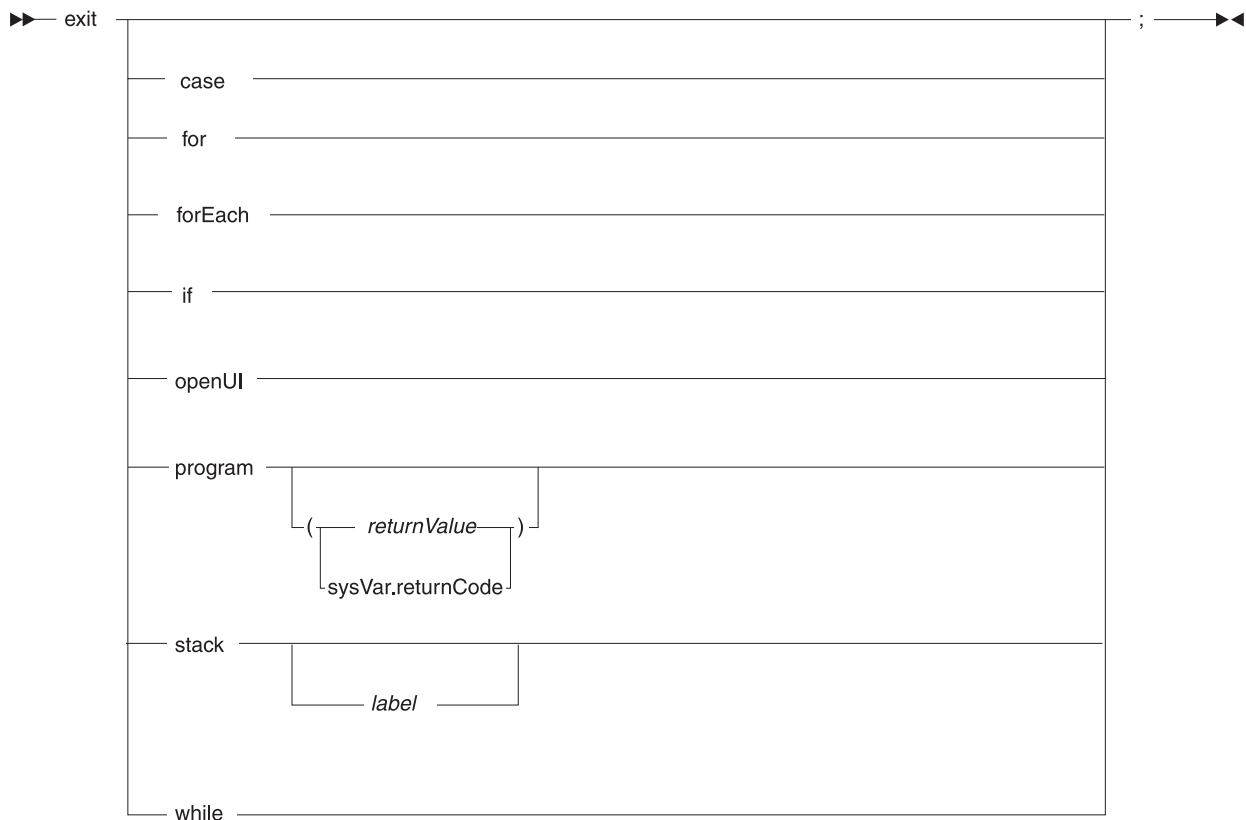 exit ;
case
for
forEach
if
openUI
program
( returnValue )
sysVar.returnCode
stack
label
while